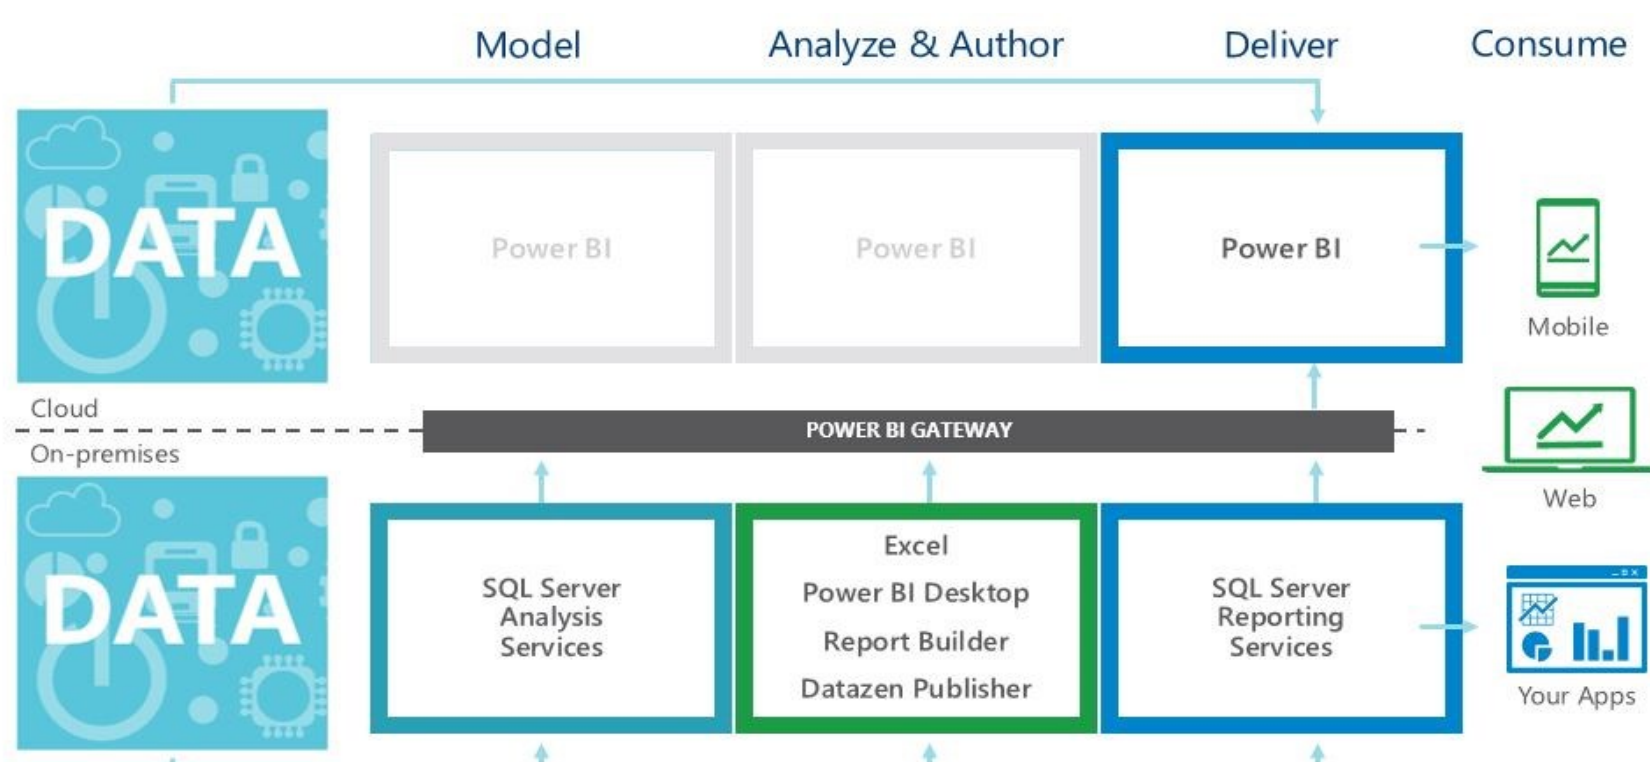 Model
Analyze & Author
Deliver
Consume
DATA
Power BI
Power BI
Power BI
Mobile
Cloud
POWER BI GATEWAY
On-premises
Web
DATA
SQL Server
Analysis
Services
Excel
Power BI Desktop
Report Builder
Datazen Publisher
SQL Server
Reporting
Services
Your Apps